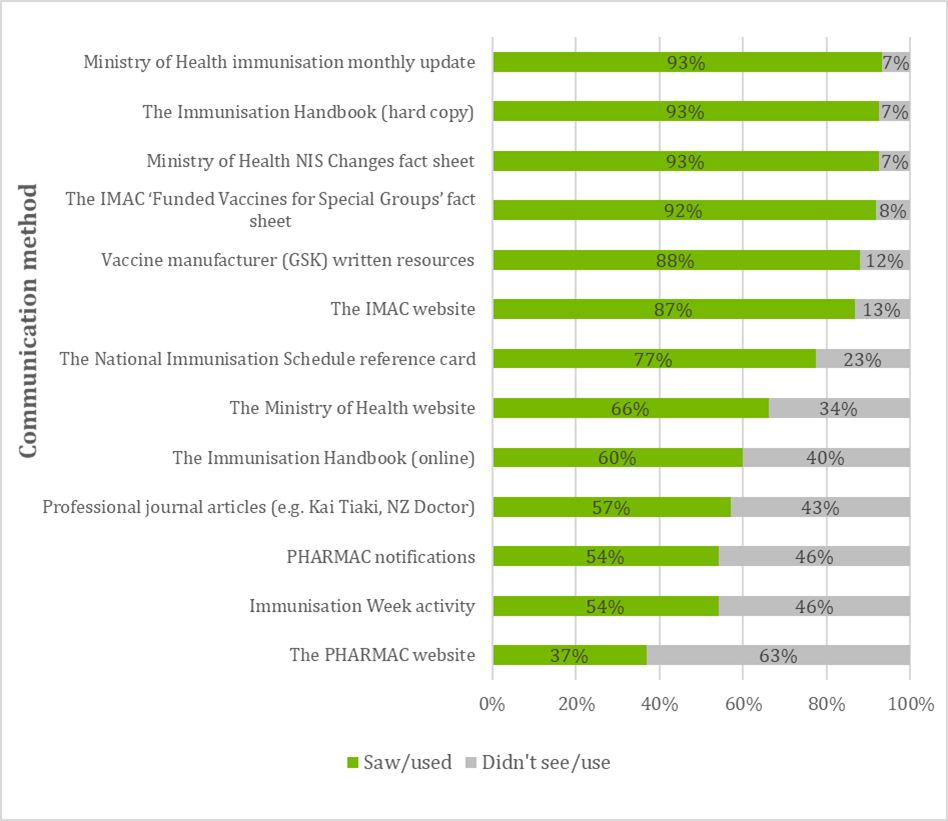 Communication method
Ministry of Health immunisation monthly update
93%
7%
The Immunisation Handbook (hard copy)
93%
7%
Ministry of Health NIS Changes fact sheet
93%
7%
The IMAC ‘Funded Vaccines for Special Groups’ fact
sheet
92%
8%
Vaccine manufacturer (GSK) written resources
88%
12%
The IMAC website
87%
13%
The National Immunisation Schedule reference card
77%
23%
The Ministry of Health website
66%
34%
The Immunisation Handbook (online)
60%
40%
Professional journal articles (e.g. Kai Tiaki, NZ Doctor)
57%
43%
PHARMAC notifications
54%
46%
Immunisation Week activity
54%
46%
The PHARMAC website
37%
63%
0% 20% 40% 60% 80% 100%
Saw/used Didn't see/use